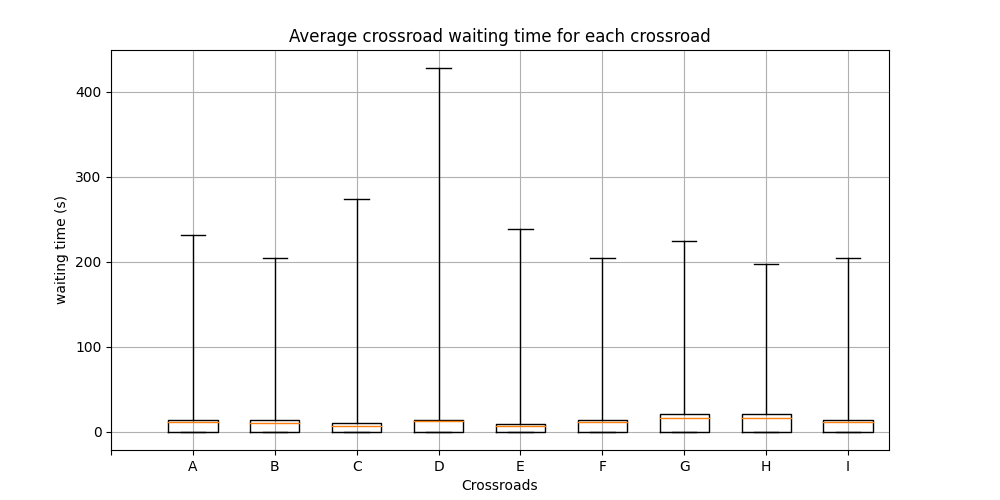 Average crossroad waiting time for each crossroad
400
300
200
100
0
waiting time (s)
A B C D E F G H I
Crossroads